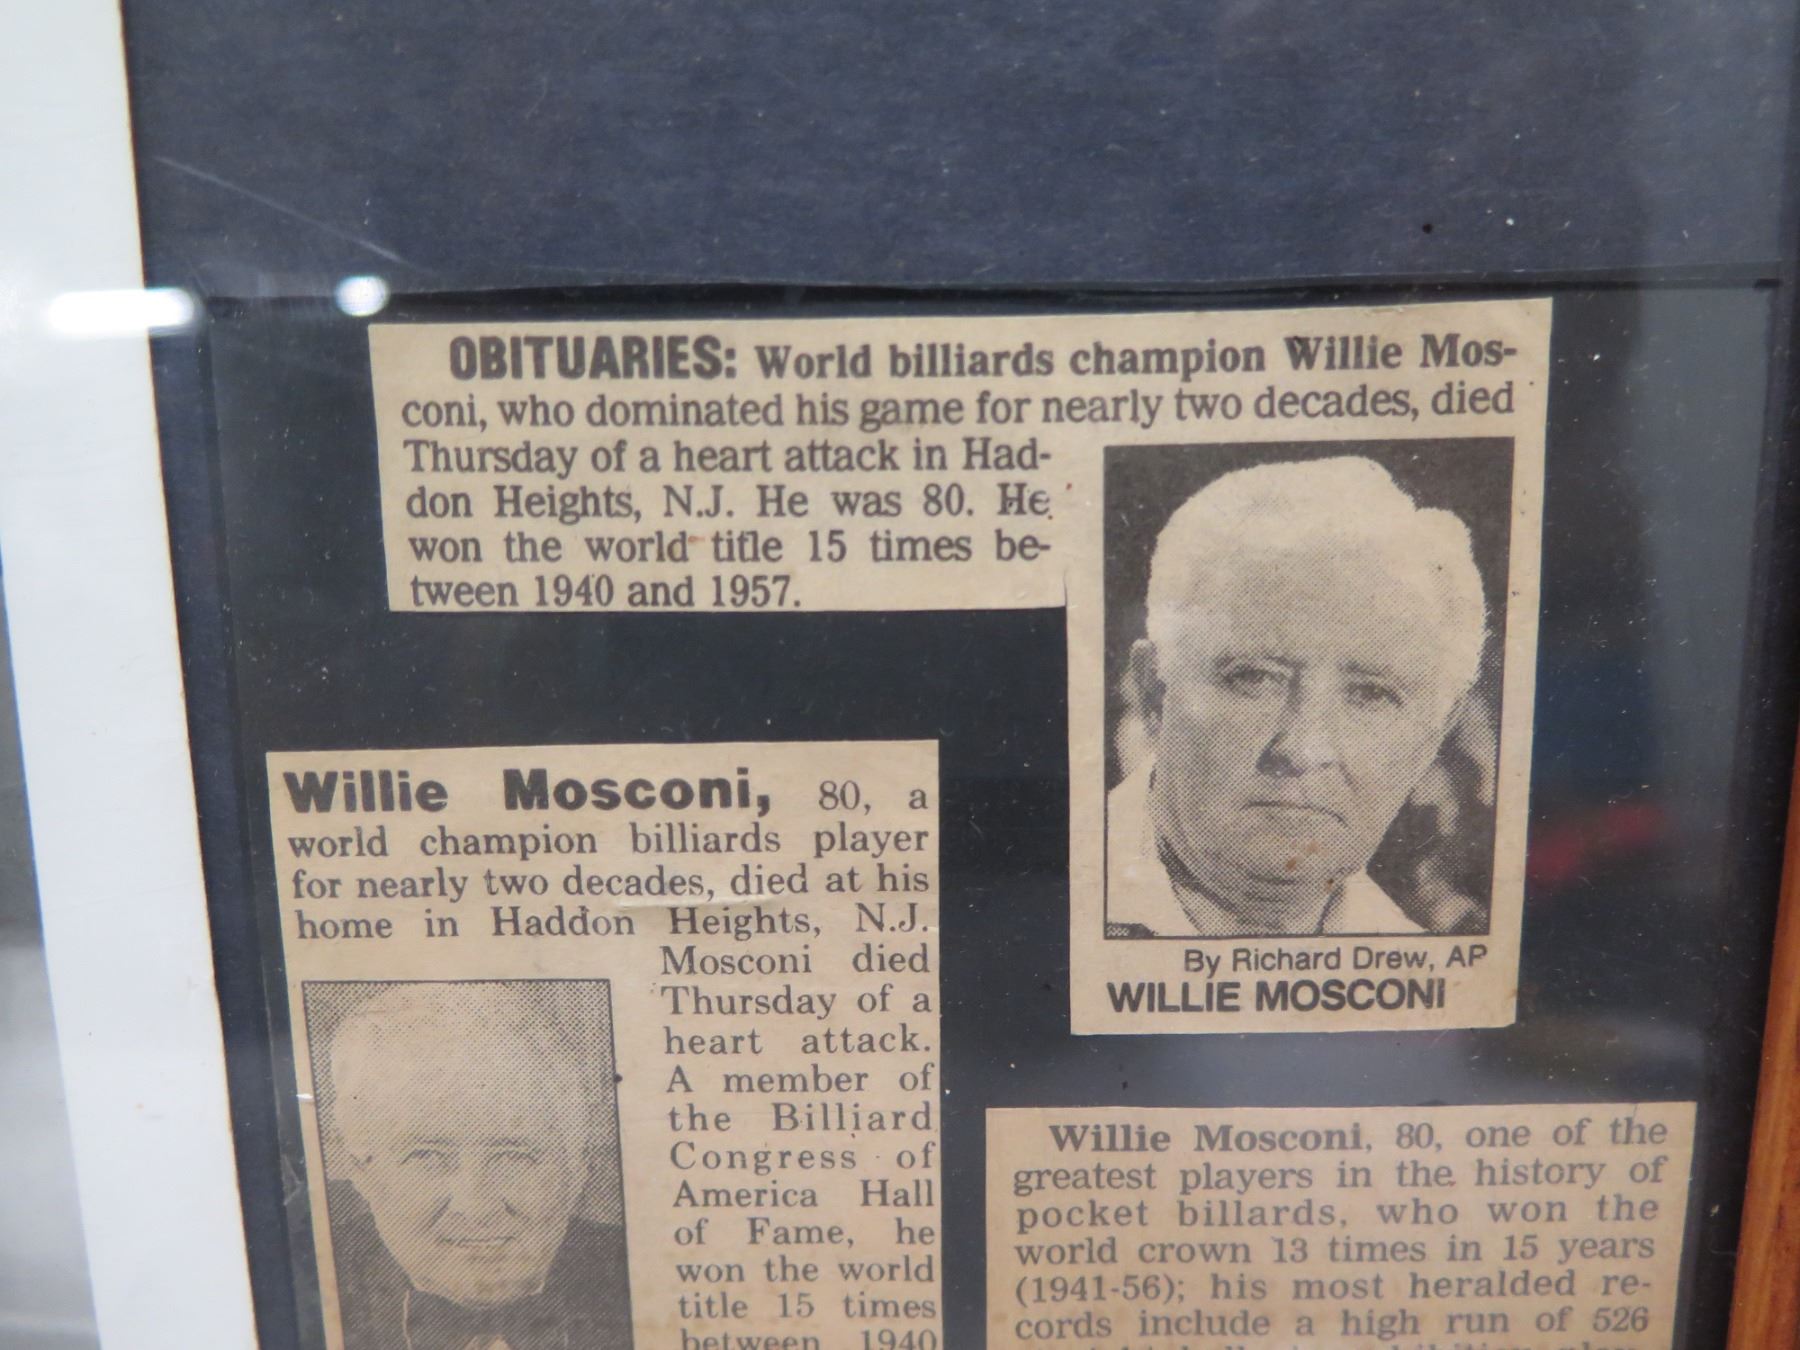 OBITUARIES: World billiards champion Willie Mos-
coni, who dominated his game for nearly two decades, died
Thursday of a heart attack in Had-
don Heights, N.J. He was 80. He
won the world title 15 times be-
tween 1940 and 1957.
By Richard Drew, AP
WILLIE MOSCONI
Willie Mosconi, 80, a
world champion billiards player
for nearly two decades, died at his
home in Haddon Heights, N.J.
Mosconi died
Thursday of a
heart attack.
A member of
the Billiard
Congress of
America Hall
of Fame, he
won the world
title 15 times
between 1940
Willie Mosconi, 80, one of the
greatest players in the history of
pocket billards, who won the
world crown 13 times in 15 years
(1941-56); his most heralded re-
cords include a high run of 526